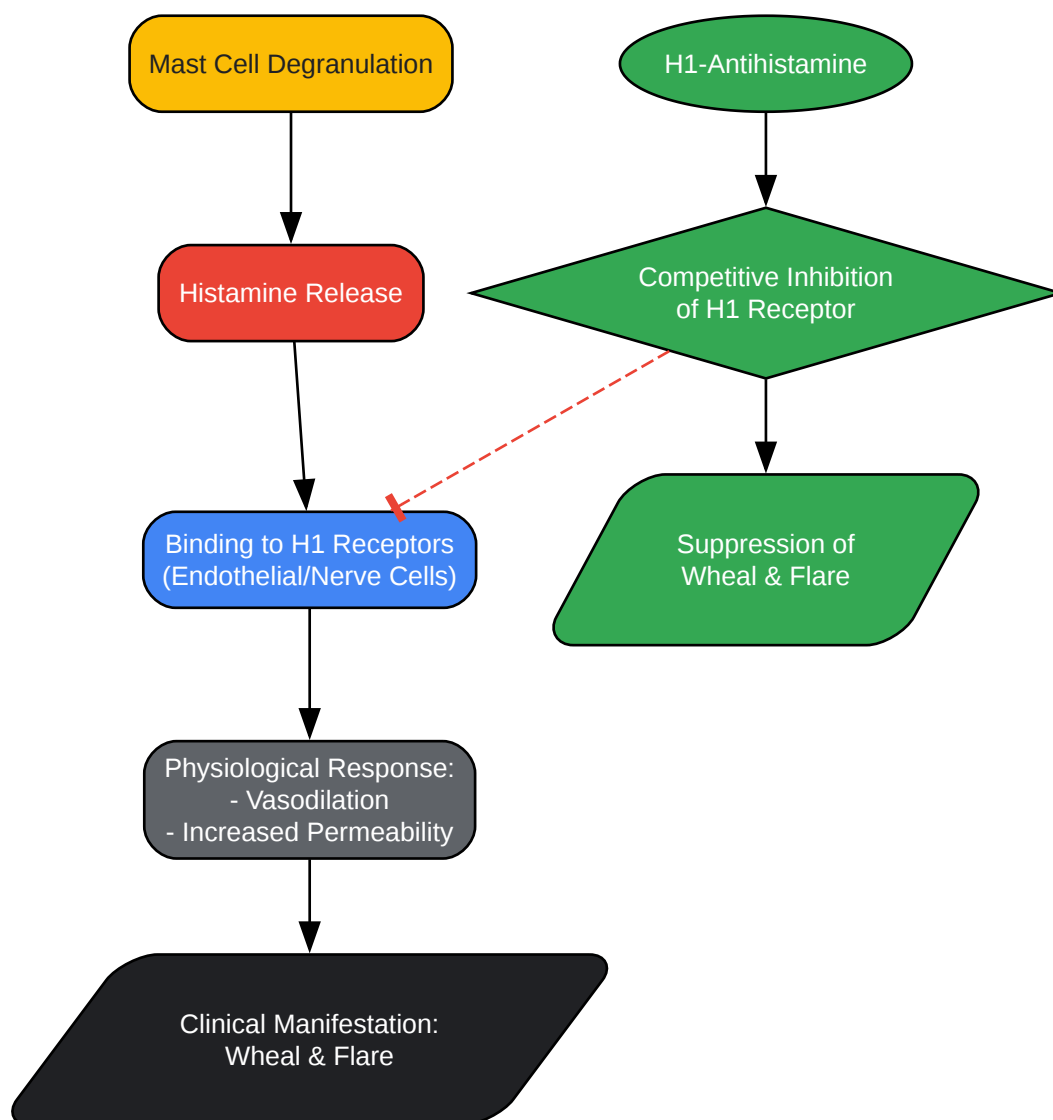 Mast Cell Degranulation
H1-Antihistamine
Histamine Release
Competitive Inhibition
of H1 Receptor
Binding to H1 Receptors
(Endothelial/Nerve Cells)
Suppression of
Wheal & Flare
Physiological Response:
- Vasodilation
- Increased Permeability
Clinical Manifestation:
Wheal & Flare